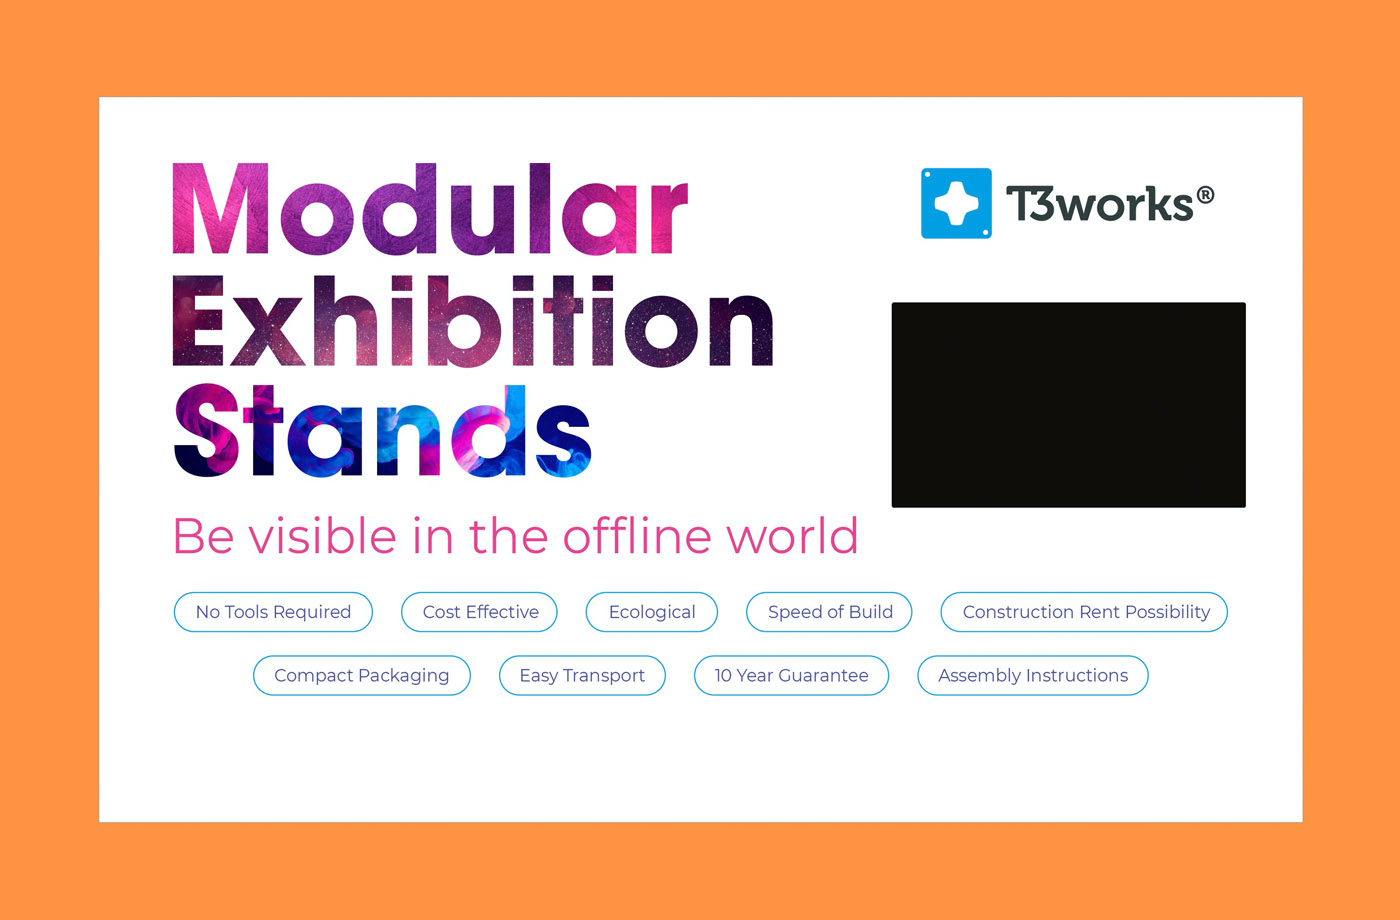 Modular
Exhibition
Stands
T3works®
Be visible in the offline world
No Tools Required
Cost Effective
Ecological
Speed of Build
Construction Rent Possibility
Compact Packaging
Easy Transport
10 Year Guarantee
Assembly Instructions